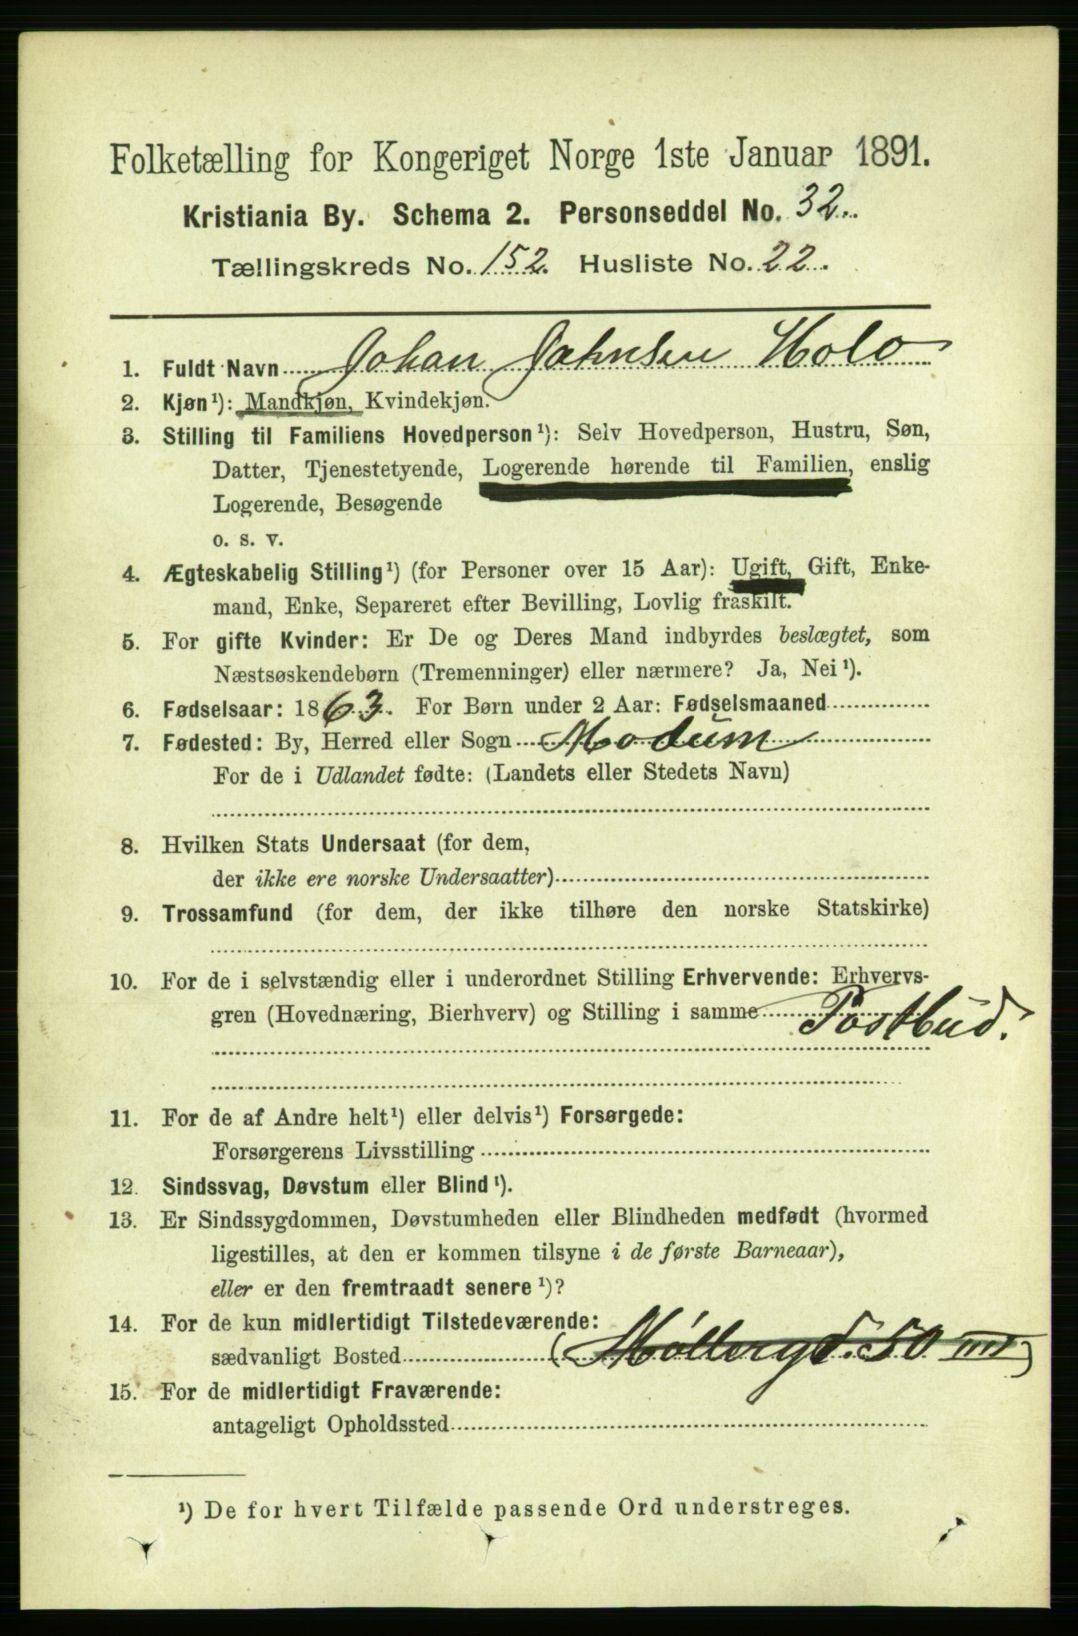 Folketælling for Kongeriget Norge 1ste Januar 1891.
Kristiania By. Schema 2. Personseddel No. 32.
Tællingskreds No. 152. Husliste No. 22.
1. Fuldt Navn Johan Jahnsen Holo
2. Kjøn¹): Mandkjøn, Kvindekjøn.
3. Stilling til Familiens Hovedperson¹): Selv Hovedperson, Hustru, Søn,
Datter, Tjenestetyende, Logerende hørende til Familien, enslig
Logerende, Besøgende
o. s. v.
4. Ægteskabelig Stilling¹) (for Personer over 15 Aar): Ugift, Gift, Enke-
mand, Enke, Separeret efter Bevilling, Lovlig fraskilt.
5. For gifte Kvinder: Er De og Deres Mand indbyrdes beslægtet, som
Næstsøskendebørn (Tremenninger) eller nærmere? Ja, Nei¹).
6. Fødselsaar: 1863. For Børn under 2 Aar: Fødselsmaaned
7. Fødested: By, Herred eller Sogn Modum
For de i Udlandet fødte: (Landets eller Stedets Navn)
8. Hvilken Stats Undersaat (for dem,
der ikke ere norske Undersaatter)
9. Trossamfund (for dem, der ikke tilhøre den norske Statskirke)
10. For de i selvstændig eller i underordnet Stilling Erhvervende: Erhvervs-
gren (Hovednæring, Bierhverv) og Stilling i samme Postbud.
11. For de af Andre helt¹) eller delvis¹) Forsørgede:
Forsørgerens Livsstilling
12. Sindssvag, Døvstum eller Blind¹).
13. Er Sindssygdommen, Døvstumheden eller Blindheden medfødt (hvormed
ligestilles, at den er kommen tilsyne i de første Barneaar),
eller er den fremtraadt senere¹)?
14. For de kun midlertidigt Tilstedeværende:
sædvanligt Bosted (Møllergd. 50 III)
15. For de midlertidigt Fraværende:
antageligt Opholdssted
¹) De for hvert Tilfælde passende Ord understreges.